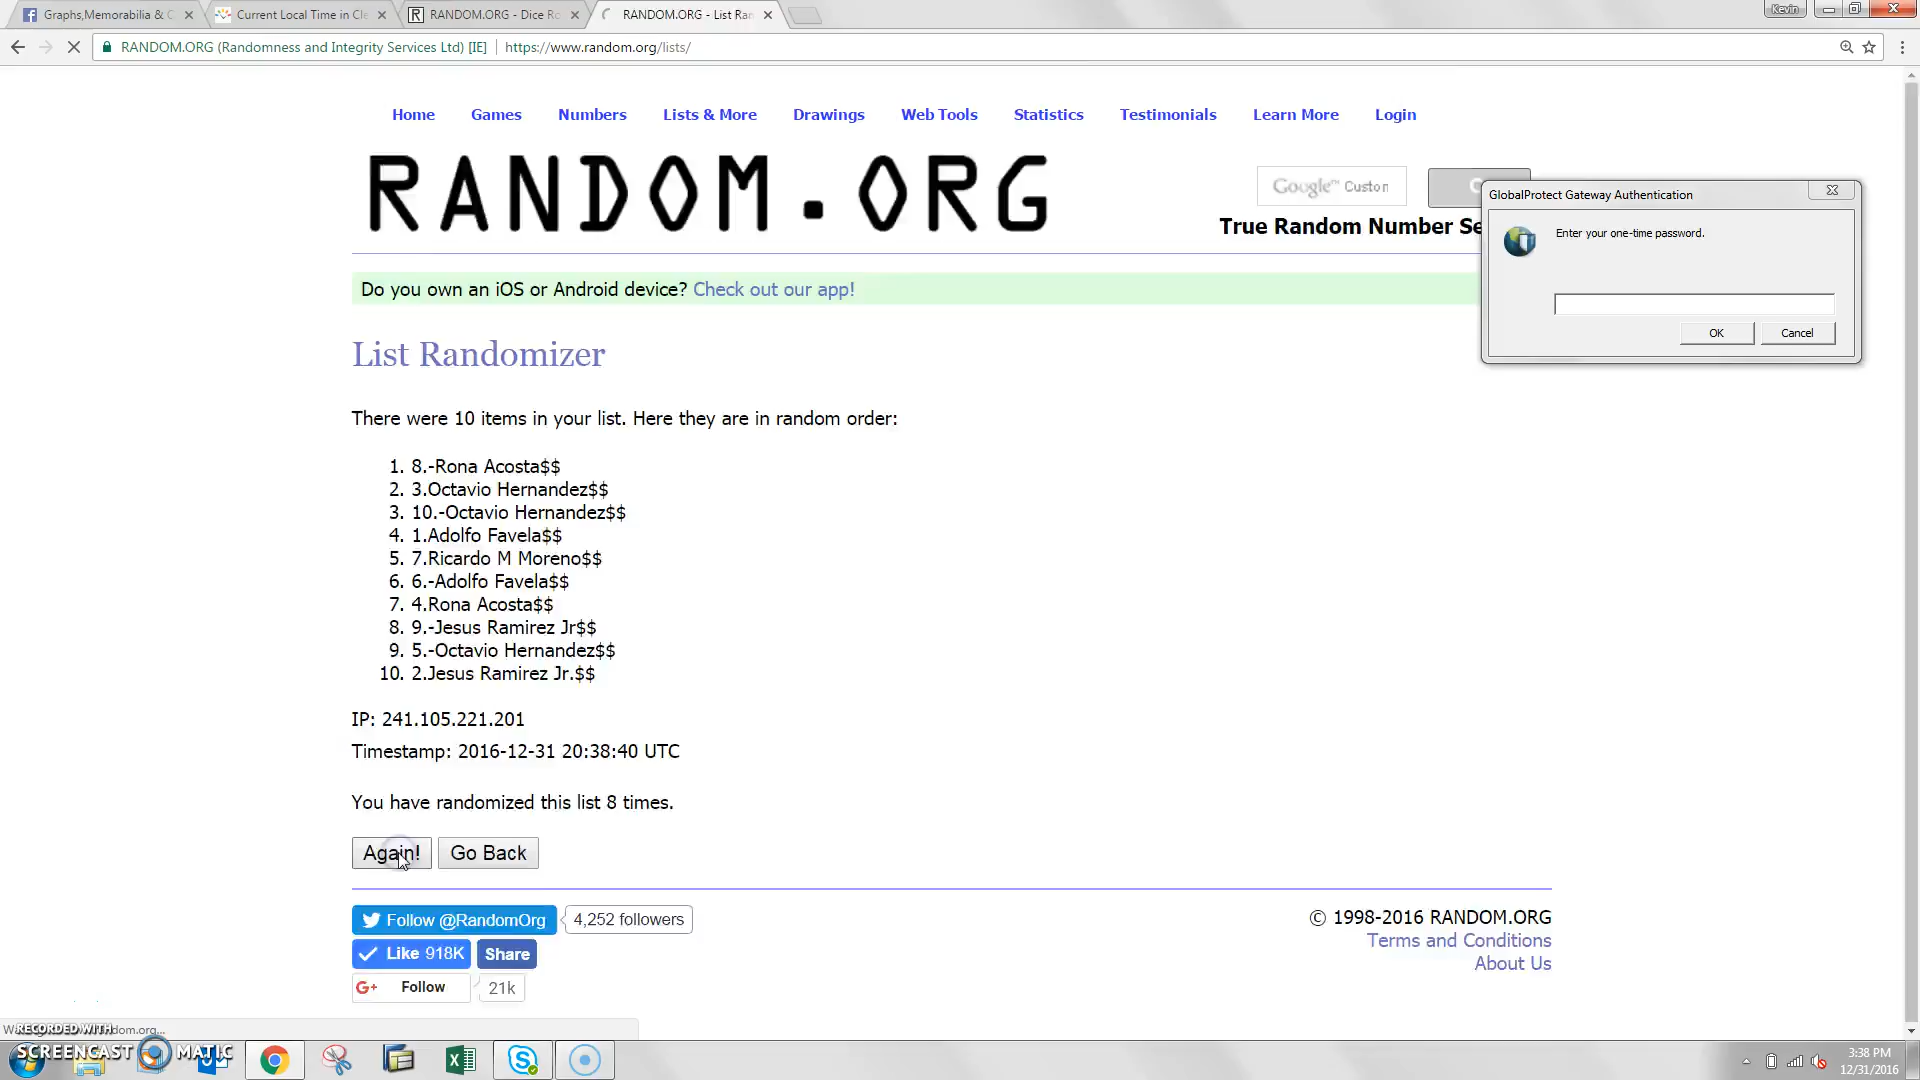 Graphs,Memorabilia & C
Current Local Time in Cle
RANDOM.ORG - Dice Ro
RANDOM.ORG - List Ran
Kevin
RANDOM.ORG (Randomness and Integrity Services Ltd) [IE]
https://www.random.org/lists/
Home Games Numbers Lists & More Drawings Web Tools Statistics Testimonials Learn More Login
RANDOM.ORG
Google™ Custom
True Random Number Se
GlobalProtect Gateway Authentication
Enter your one-time password.
OK Cancel
Do you own an iOS or Android device? Check out our app!
List Randomizer
There were 10 items in your list. Here they are in random order:
1. 8.-Rona Acosta$$
2. 3.Octavio Hernandez$$
3. 10.-Octavio Hernandez$$
4. 1.Adolfo Favela$$
5. 7.Ricardo M Moreno$$
6. 6.-Adolfo Favela$$
7. 4.Rona Acosta$$
8. 9.-Jesus Ramirez Jr$$
9. 5.-Octavio Hernandez$$
10. 2.Jesus Ramirez Jr.$$
IP: 241.105.221.201
Timestamp: 2016-12-31 20:38:40 UTC
You have randomized this list 8 times.
Again! Go Back
Follow @RandomOrg 4,252 followers
Like 918K Share
G+ Follow 21k
© 1998-2016 RANDOM.ORG
Terms and Conditions
About Us
RECORDED WITH
SCREENCAST MATIC
3:38 PM
12/31/2016